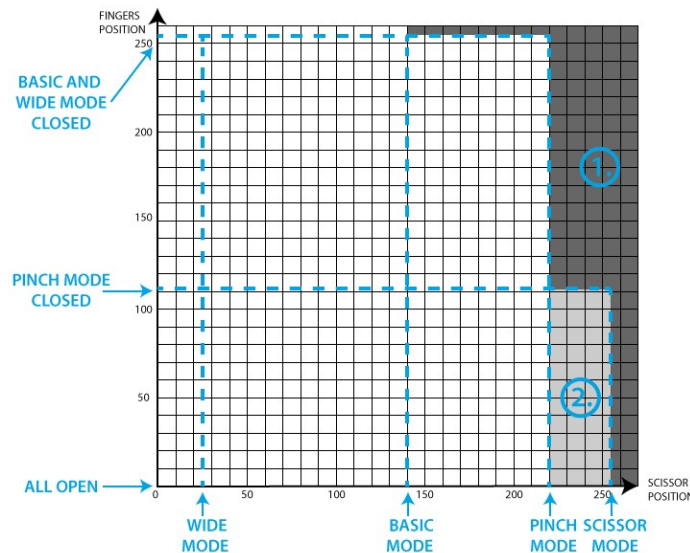 FINGERS
POSITION
250
BASIC AND
WIDE MODE
CLOSED
200
1.
150
PINCH MODE
CLOSED
100
2.
50
ALL OPEN
0
0
50
100
150
200
250
SCISSOR
POSITION
WIDE
MODE
BASIC
MODE
PINCH
MODE
SCISSOR
MODE